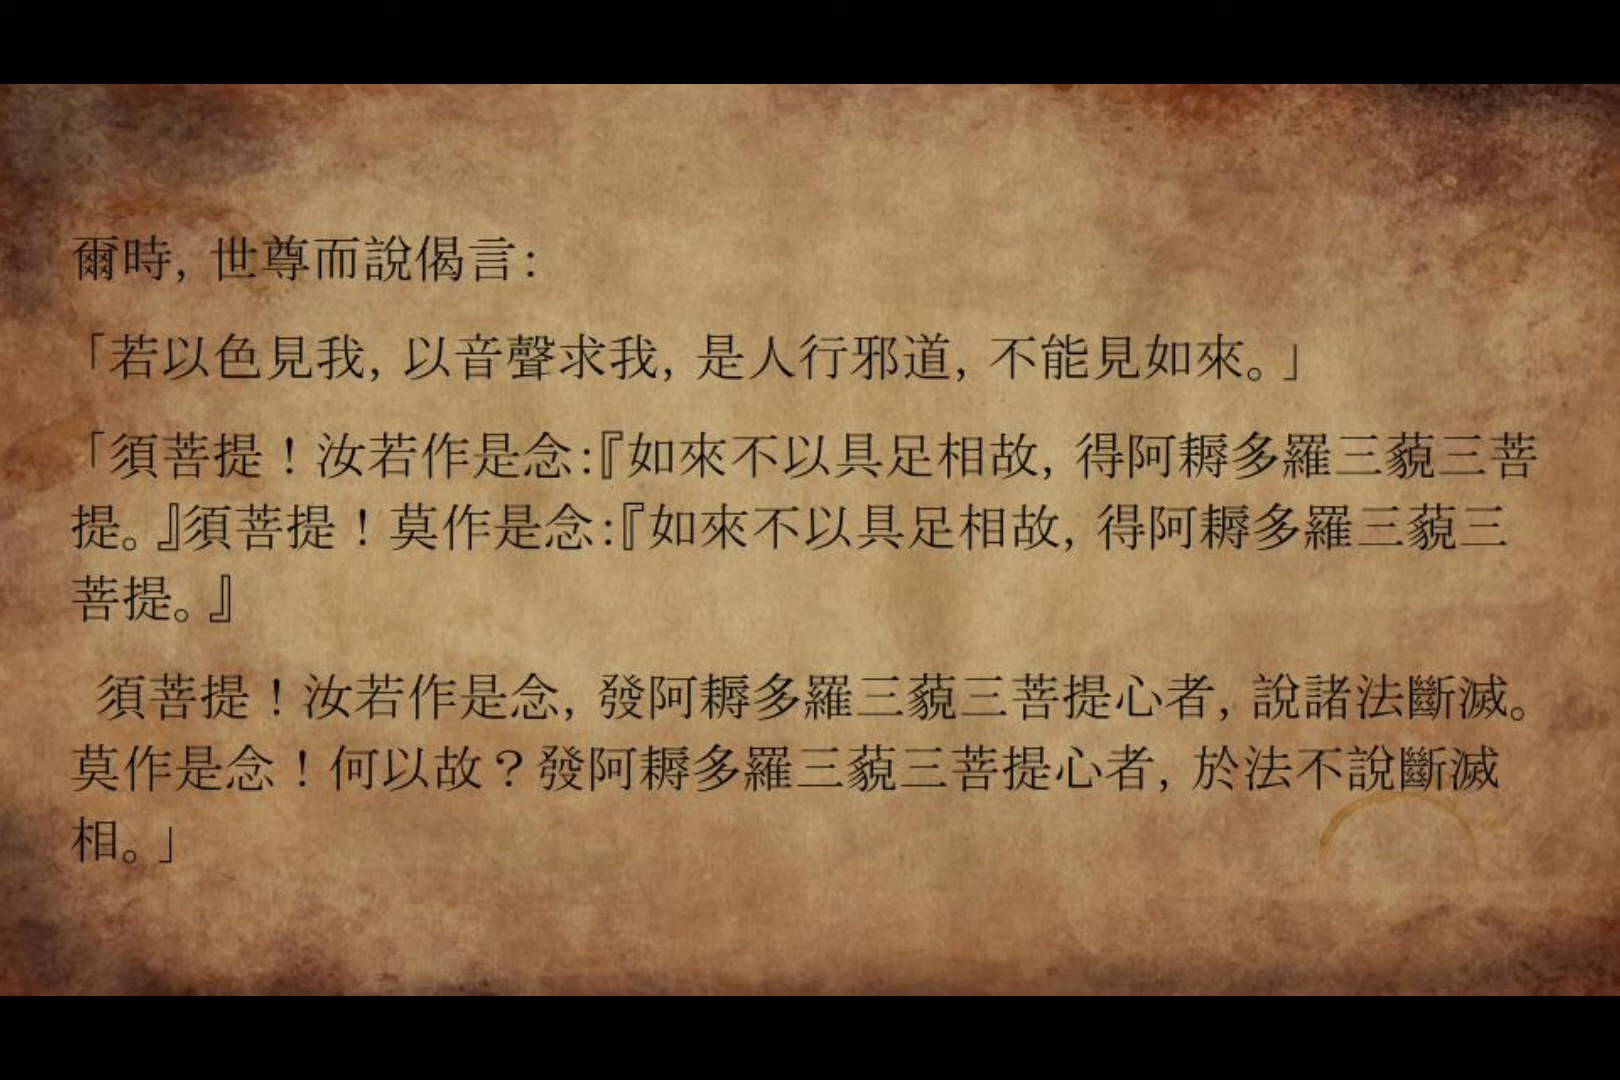 爾時，世尊而說偈言：
「若以色見我，以音聲求我，是人行邪道，不能見如來。」
「須菩提！汝若作是念：『如來不以具足相故，得阿耨多羅三藐三菩
提。』須菩提！莫作是念：『如來不以具足相故，得阿耨多羅三藐三
菩提。』
須菩提！汝若作是念，發阿耨多羅三藐三菩提心者，說諸法斷滅。
莫作是念！何以故？發阿耨多羅三藐三菩提心者，於法不說斷滅
相。」